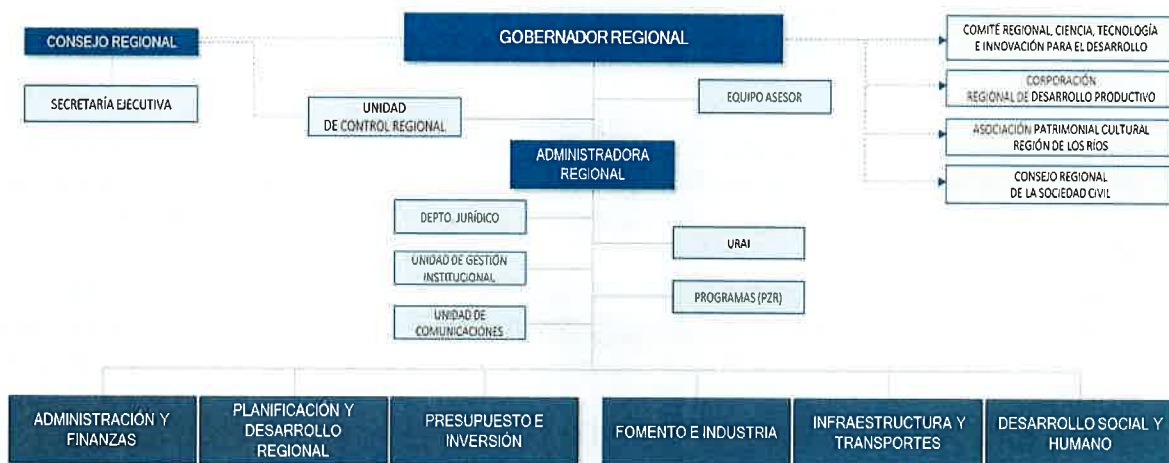 CONSEJO REGIONAL
GOBERNADOR REGIONAL
COMITÉ REGIONAL, CIENCIA, TECNOLOGÍA
E INNOVACIÓN PARA EL DESARROLLO
SECRETARÍA EJECUTIVA
UNIDAD
DE CONTROL REGIONAL
EQUIPO ASESOR
CORPORACIÓN
REGIONAL DE DESARROLLO PRODUCTIVO
ASOCIACIÓN PATRIMONIAL CULTURAL
REGIÓN DE LOS RÍOS
ADMINISTRADORA
REGIONAL
CONSEJO REGIONAL
DE LA SOCIEDAD CIVIL
DEPTO. JURÍDICO
URAI
UNIDAD DE GESTIÓN
INSTITUCIONAL
PROGRAMAS (PZR)
UNIDAD DE
COMUNICACIONES
ADMINISTRACIÓN Y
FINANZAS
PLANIFICACIÓN Y
DESARROLLO
REGIONAL
PRESUPUESTO E
INVERSIÓN
FOMENTO E INDUSTRIA
INFRAESTRUCTURA Y
TRANSPORTES
DESARROLLO SOCIAL Y
HUMANO